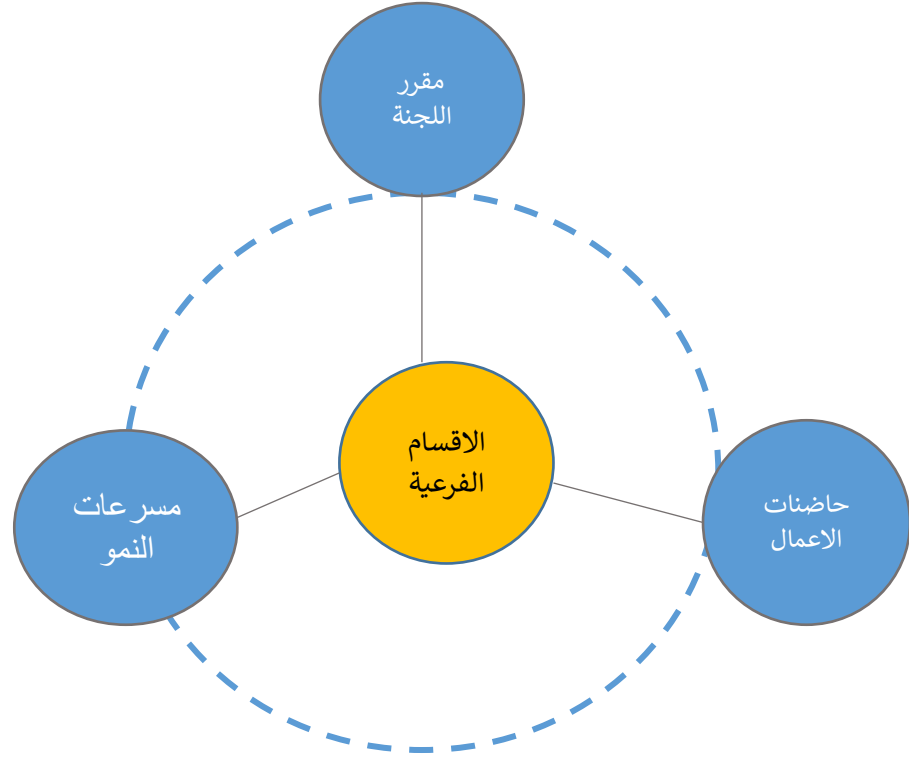 مقرر
اللجنة
الاقسام
الفرعية
حاضنات
الاعمال
مسرعات
النمو